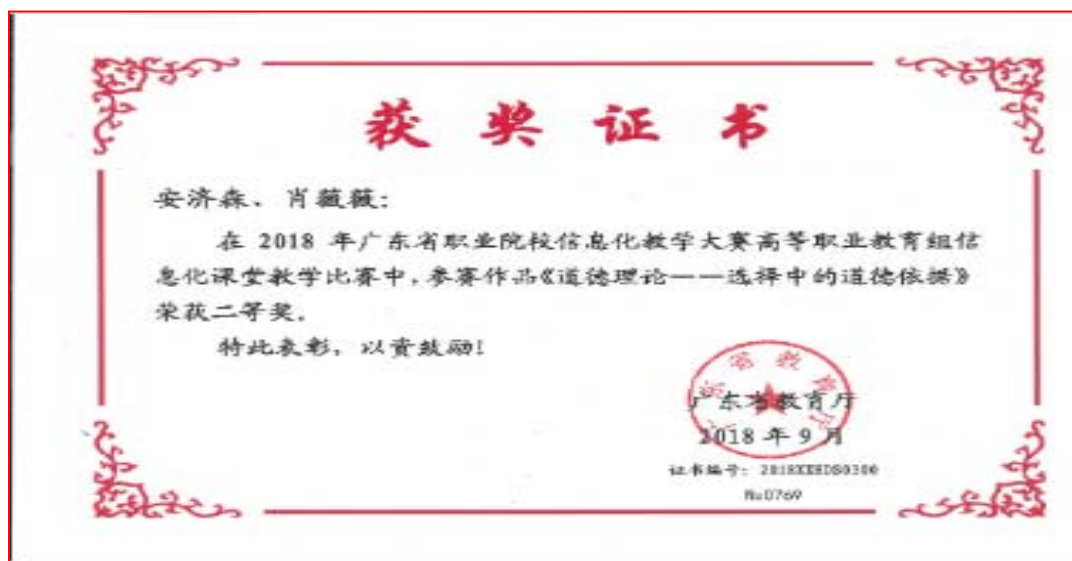 获奖证书
安济森、肖薇薇：
在 2018 年广东省职业院校信息化教学大赛高等职业教育组信
息化课堂教学比赛中，参赛作品《道德理论——选择中的道德依据》
荣获二等奖。
特此表彰，以资鼓励！
广东省教育厅
2018 年 9 月
证书编号：2018XXHDS0300
No0769